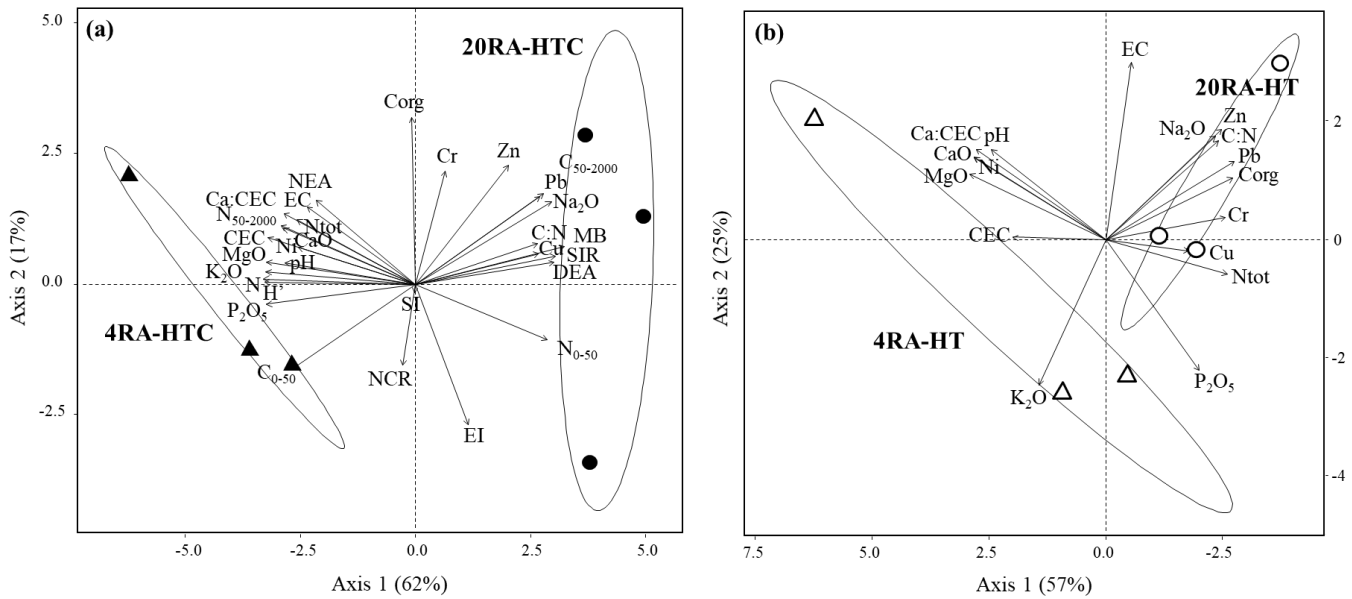 (a)
20RA-HTC
Corg
Cr
Zn
C50-2000
NEA
Pb
Ca:CEC
EC
Na2O
N50-2000
Ntot
CEC
CaO
C:N
MB
Ni
Cu
MgO
pH
SIR
K2O
DEA
N
H'
SI
P2O5
4RA-HTC
N0-50
C0-50
NCR
EI
5.0
2.5
0.0
-2.5
Axis 2 (17%)
-5.0
-2.5
0.0
2.5
5.0
Axis 1 (62%)
(b)
EC
20RA-HT
Zn
Na2O
C:N
Ca:CEC
pH
CaO
Ni
Pb
MgO
Corg
Cr
CEC
Cu
Ntot
4RA-HT
K2O
P2O5
2
0
-2
-4
Axis 2 (25%)
7.5
5.0
2.5
0.0
-2.5
Axis 1 (57%)